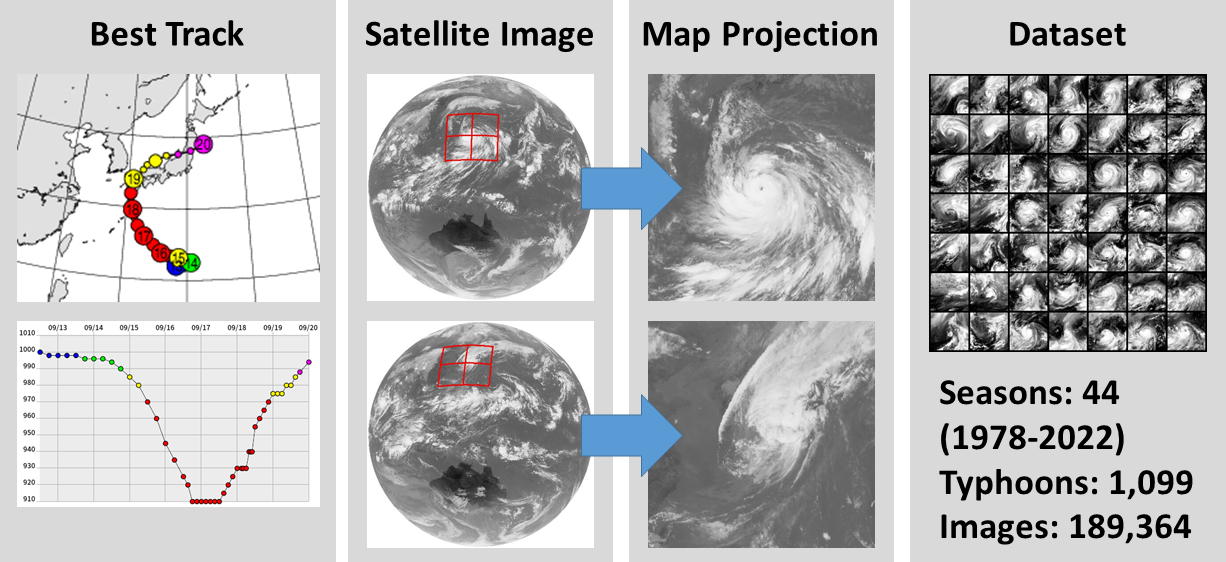 Best Track
Satellite Image
Map Projection
Dataset
20
19
18
17
16
15
14
09/13 09/14 09/15 09/16 09/17 09/18 09/19 09/20
1010
1000
990
980
970
960
950
940
930
920
910
Seasons: 44
(1978-2022)
Typhoons: 1,099
Images: 189,364